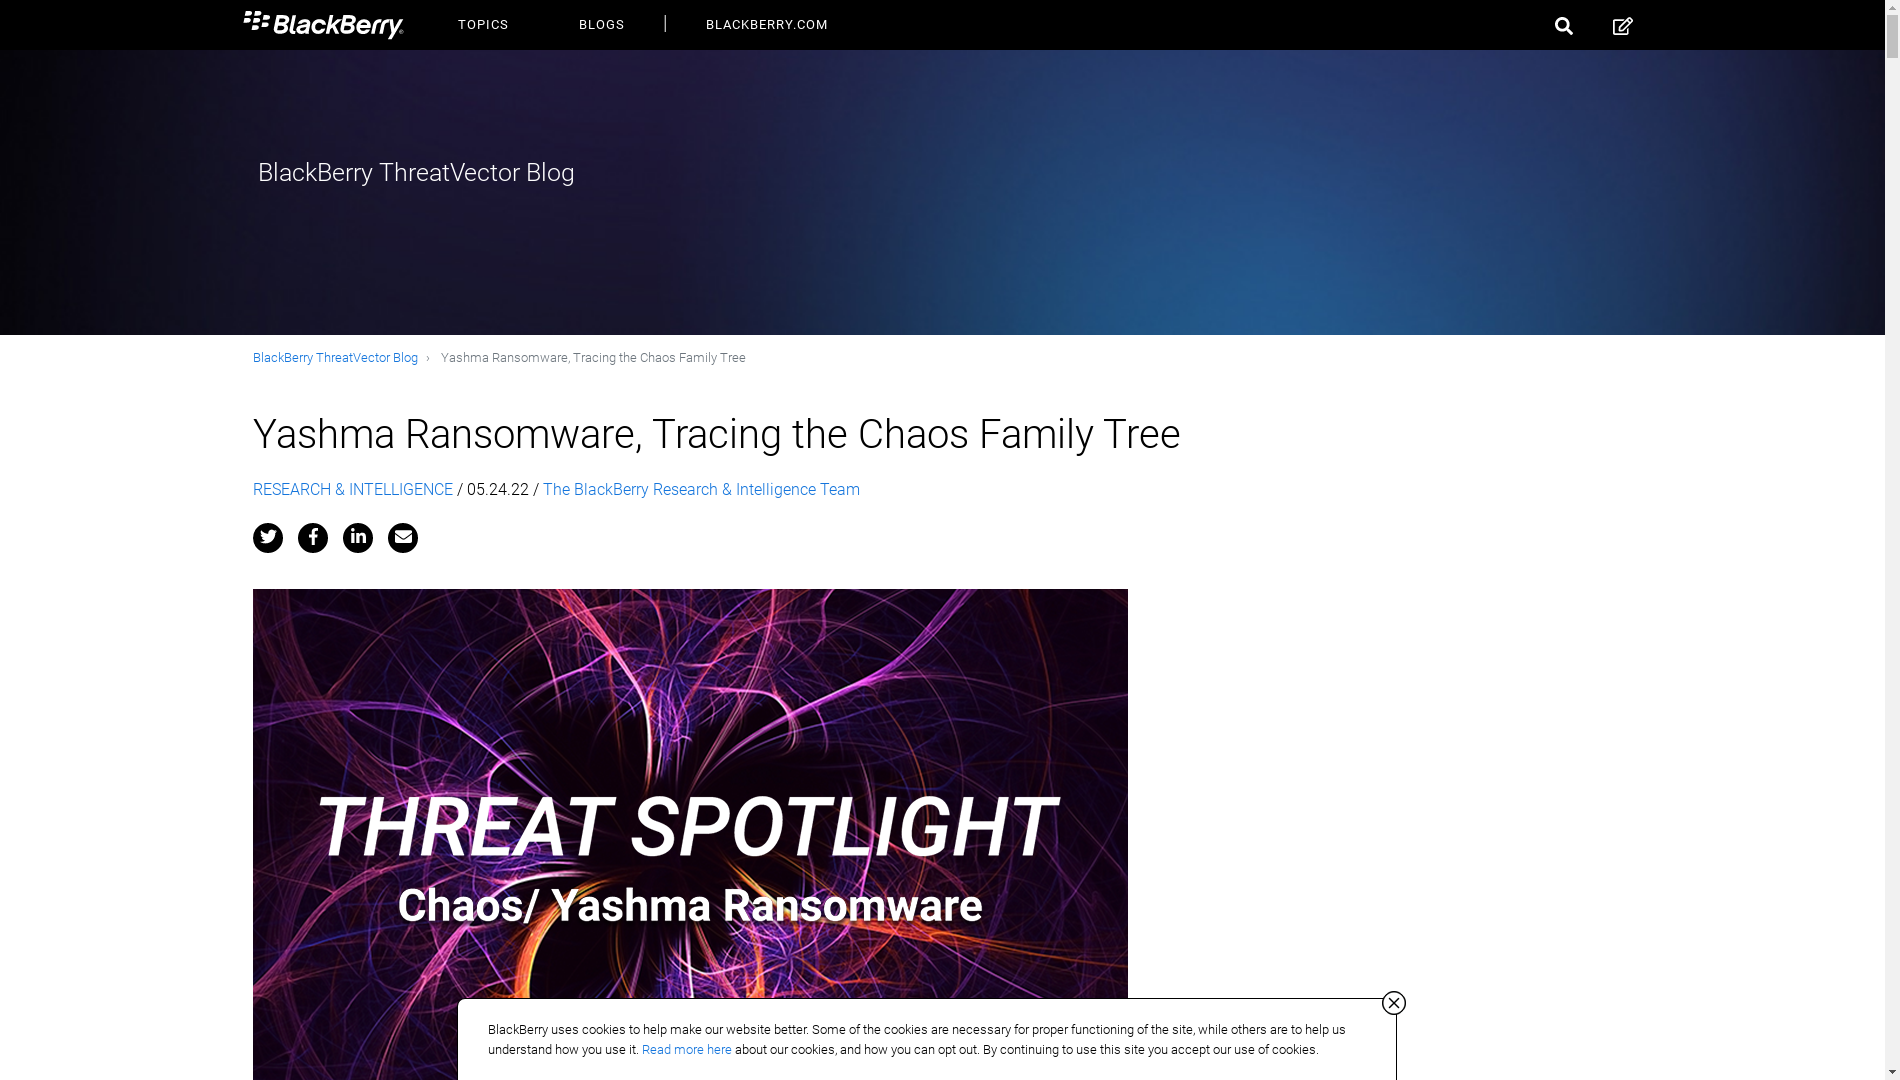 BlackBerry
TOPICS
BLOGS
|
BLACKBERRY.COM
BlackBerry ThreatVector Blog
BlackBerry ThreatVector Blog › Yashma Ransomware, Tracing the Chaos Family Tree
Yashma Ransomware, Tracing the Chaos Family Tree
RESEARCH & INTELLIGENCE / 05.24.22 / The BlackBerry Research & Intelligence Team
THREAT SPOTLIGHT
Chaos/ Yashma Ransomware
BlackBerry uses cookies to help make our website better. Some of the cookies are necessary for proper functioning of the site, while others are to help us
understand how you use it. Read more here about our cookies, and how you can opt out. By continuing to use this site you accept our use of cookies.